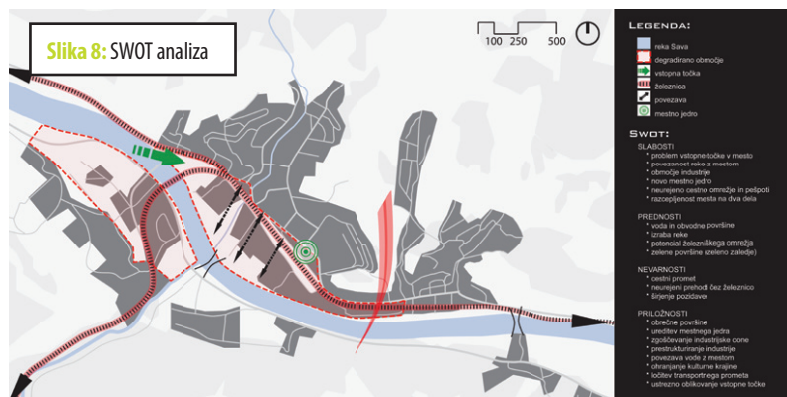 Slika 8: SWOT analiza
100 250 500
LEGENDA:
reka Sava
degradirano območje
vstopna točka
železnica
povezava
mestno jedro
SWOT:
SLABOSTI
* problem vstopne točke v mesto
* povezanost reke z mestom
* območje industrije
* novo mestno jedro
* neurejeno cestno omrežje in pešpoti
* razcepljenost mesta na dva dela
PREDNOSTI
* voda in obvodne površine
* izraba reke
* potencial železniškega omrežja
* zelene površine (zeleno zaledje)
NEVARNOSTI
* cestni promet
* neurejeni prehodi čez železnico
* širjenje pozidave
PRILOŽNOSTI
* obrečne površine
* ureditev mestnega jedra
* zgoščevanje industrijske cone
* prestrukturiranje industrije
* povezava vode z mestom
* ohranjanje kulturne krajine
* ločitev transportnega prometa
* ustrezno oblikovanje vstopne točke